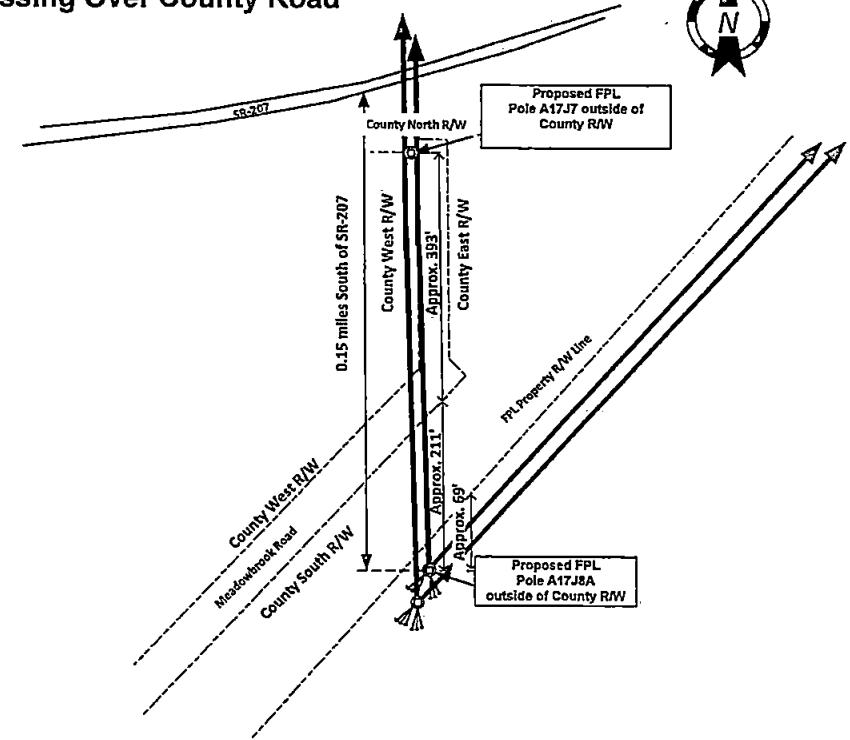 ssing Over County Road
N
SR-207
Proposed FPL
Pole A17J7 outside of
County R/W
County North R/W
0.15 miles South of SR-207
County West R/W
Approx. 393'
County East R/W
FPL Property R/W Line
County West R/W
Meadowbrook Road
County South R/W
Approx. 211'
Approx. 69'
Proposed FPL
Pole A17J8A
outside of County R/W